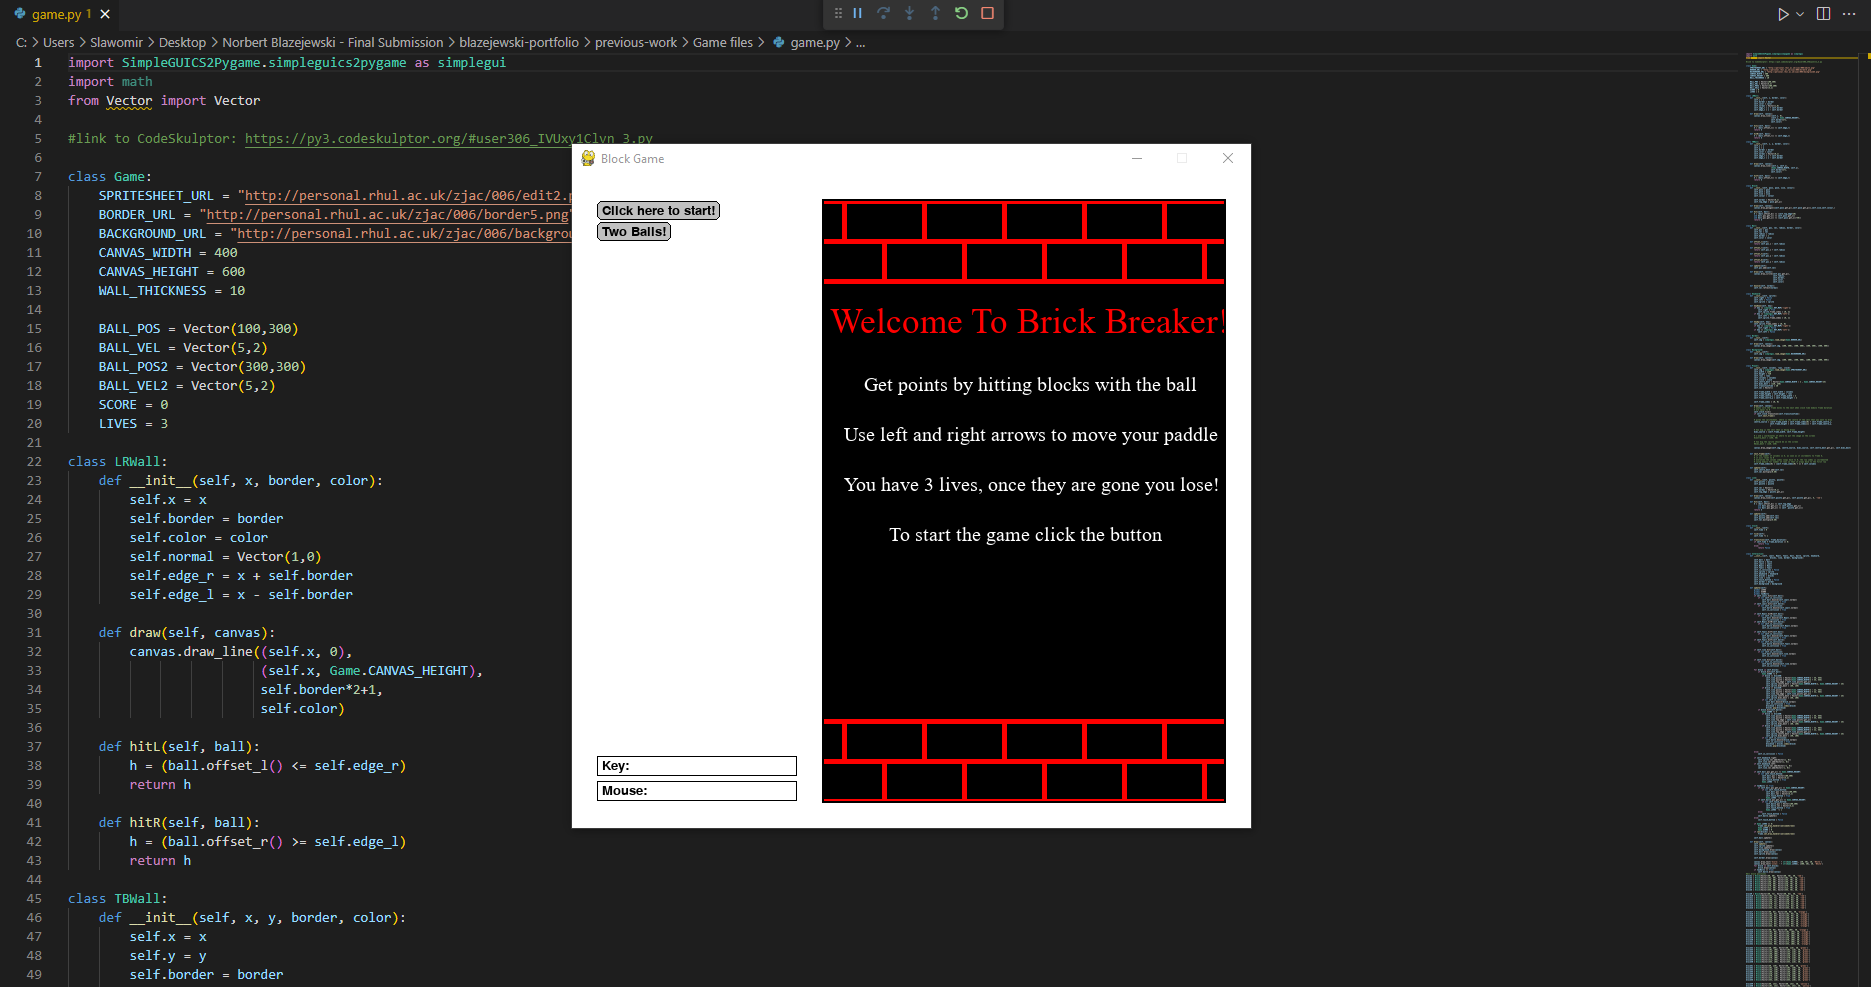 game.py 1
C: > Users > Slawomir > Desktop > Norbert Blazejewski - Final Submission > blazejewski-portfolio > previous-work > Game files > game.py > ...
1 import SimpleGUICS2Pygame.simpleguics2pygame as simplegui
2 import math
3 from Vector import Vector
4
5 #link to CodeSkulptor: https://py3.codeskulptor.org/#user306_IVUxy1Clyn_3.py
6
7 class Game:
8 SPRITESHEET_URL = "http://personal.rhul.ac.uk/zjac/006/edit2.p
9 BORDER_URL = "http://personal.rhul.ac.uk/zjac/006/border5.png"
10 BACKGROUND_URL = "http://personal.rhul.ac.uk/zjac/006/backgrou
11 CANVAS_WIDTH = 400
12 CANVAS_HEIGHT = 600
13 WALL_THICKNESS = 10
14
15 BALL_POS = Vector(100,300)
16 BALL_VEL = Vector(5,2)
17 BALL_POS2 = Vector(300,300)
18 BALL_VEL2 = Vector(5,2)
19 SCORE = 0
20 LIVES = 3
21
22 class LRWall:
23 def __init__(self, x, border, color):
24 self.x = x
25 self.border = border
26 self.color = color
27 self.normal = Vector(1,0)
28 self.edge_r = x + self.border
29 self.edge_l = x - self.border
30
31 def draw(self, canvas):
32 canvas.draw_line((self.x, 0),
33 (self.x, Game.CANVAS_HEIGHT),
34 self.border*2+1,
35 self.color)
36
37 def hitL(self, ball):
38 h = (ball.offset_l() <= self.edge_r)
39 return h
40
41 def hitR(self, ball):
42 h = (ball.offset_r() >= self.edge_l)
43 return h
44
45 class TBWall:
46 def __init__(self, x, y, border, color):
47 self.x = x
48 self.y = y
49 self.border = border
Block Game
Click here to start!
Two Balls!
Key:
Mouse:
Welcome To Brick Breaker!
Get points by hitting blocks with the ball
Use left and right arrows to move your paddle
You have 3 lives, once they are gone you lose!
To start the game click the button